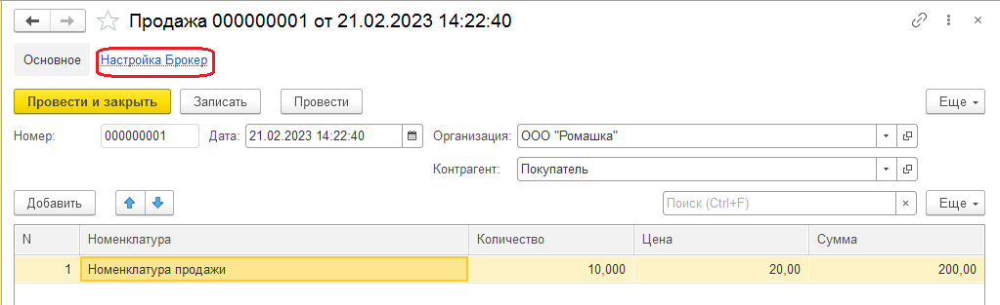 Продажа 000000001 от 21.02.2023 14:22:40
Основное Настройка Брокер
Провести и закрыть Записать Провести Еще
Номер: 000000001 Дата: 21.02.2023 14:22:40 Организация: ООО "Ромашка"
Контрагент: Покупатель
Добавить Поиск (Ctrl+F) × Еще
N Номенклатура Количество Цена Сумма
1 Номенклатура продажи 10,000 20,00 200,00